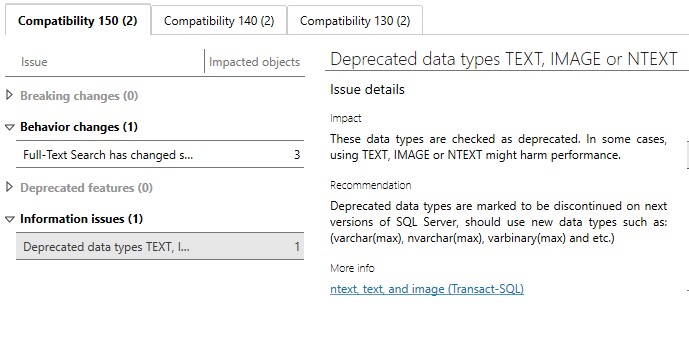 Compatibility 150 (2)
Compatibility 140 (2)
Compatibility 130 (2)
Issue
Impacted objects
Breaking changes (0)
Behavior changes (1)
Full-Text Search has changed s...
3
Deprecated features (0)
Information issues (1)
Deprecated data types TEXT, I...
1
Deprecated data types TEXT, IMAGE or NTEXT
Issue details
Impact
These data types are checked as deprecated. In some cases,
using TEXT, IMAGE or NTEXT might harm performance.
Recommendation
Deprecated data types are marked to be discontinued on next
versions of SQL Server, should use new data types such as:
(varchar(max), nvarchar(max), varbinary(max) and etc.)
More info
ntext, text, and image (Transact-SQL)